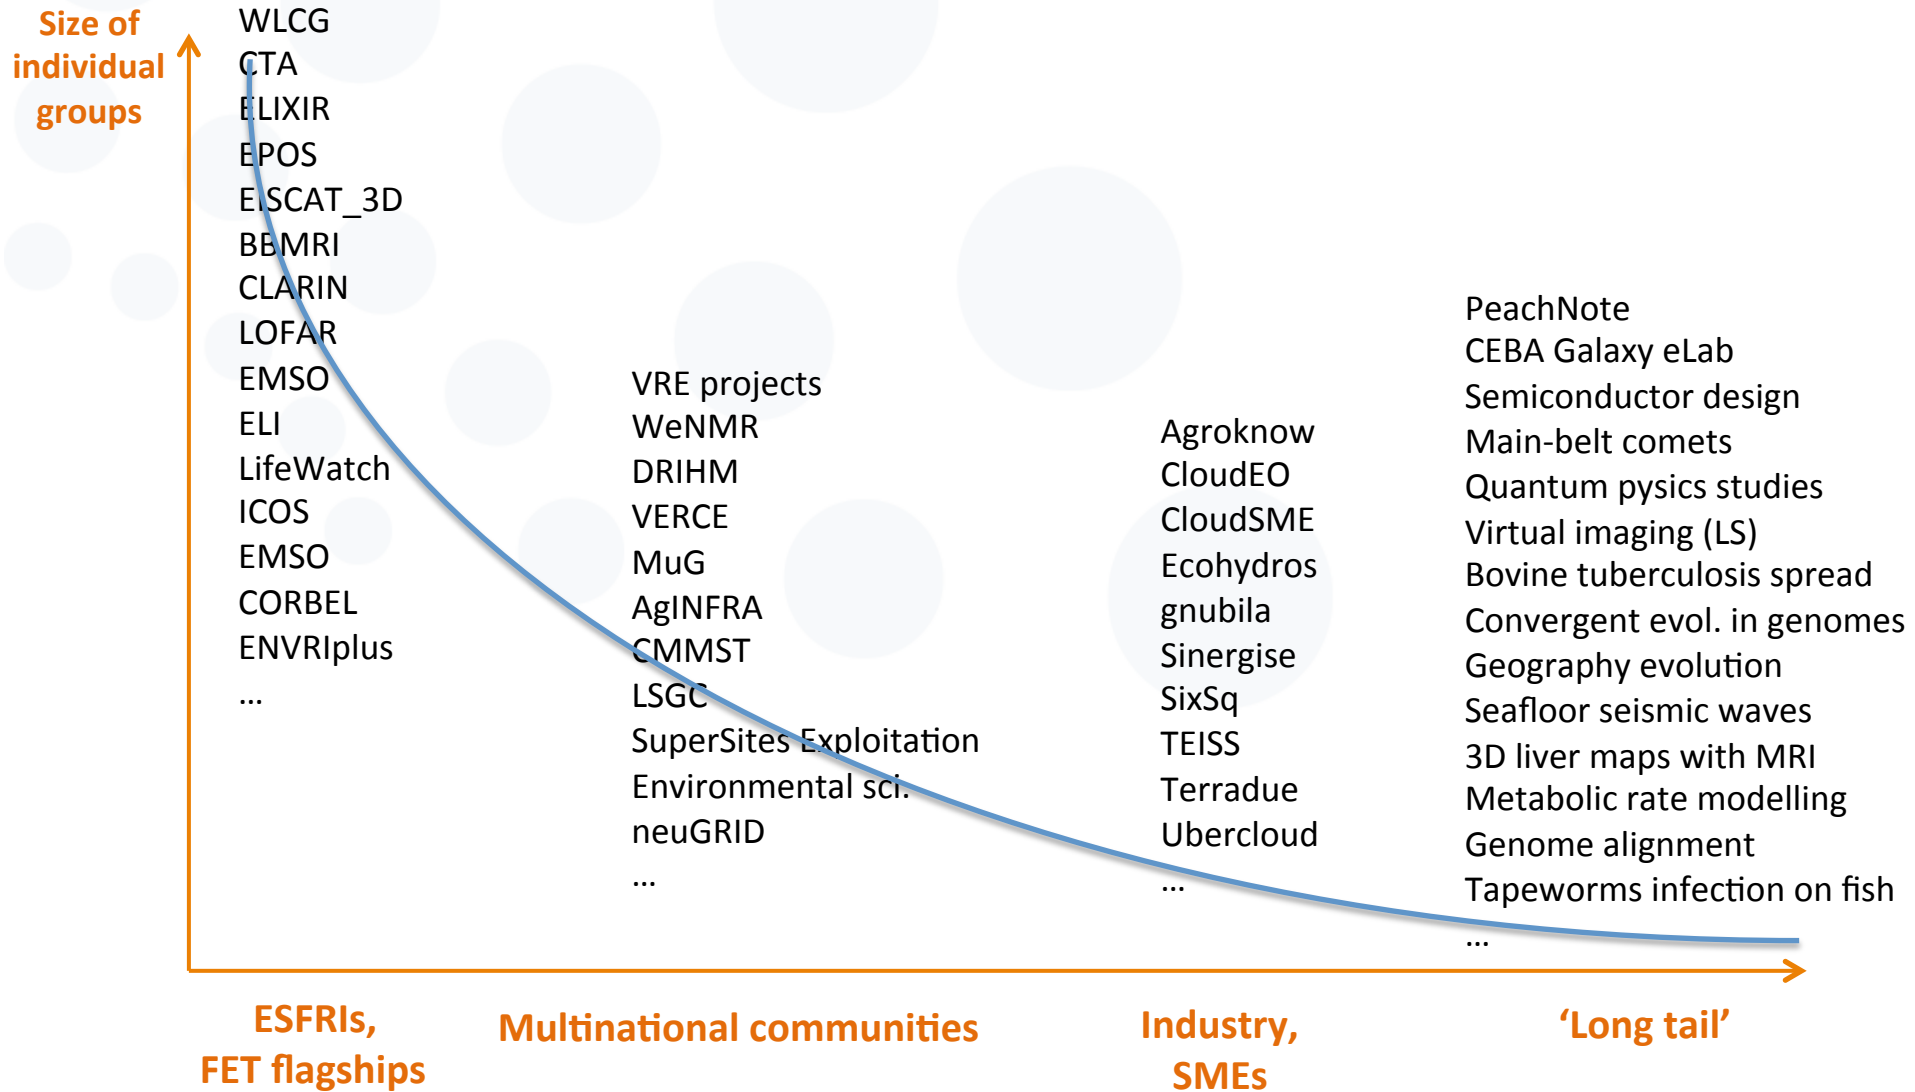 Size of
individual
groups
WLCG
CTA
ELIXIR
EPOS
EISCAT_3D
BBMRI
CLARIN
LOFAR
EMSO
ELI
LifeWatch
ICOS
EMSO
CORBEL
ENVRIplus
...
VRE projects
WeNMR
DRIHM
VERCE
MuG
AgINFRA
CMMST
LSGC
SuperSites Exploitation
Environmental sci.
neuGRID
...
Agroknow
CloudEO
CloudSME
Ecohydros
gnubila
Sinergise
SixSq
TEISS
Terradue
Ubercloud
...
PeachNote
CEBA Galaxy eLab
Semiconductor design
Main-belt comets
Quantum pysics studies
Virtual imaging (LS)
Bovine tuberculosis spread
Convergent evol. in genomes
Geography evolution
Seafloor seismic waves
3D liver maps with MRI
Metabolic rate modelling
Genome alignment
Tapeworms infection on fish
...
ESFRIs,
FET flagships
Multinational communities
Industry,
SMEs
‘Long tail’